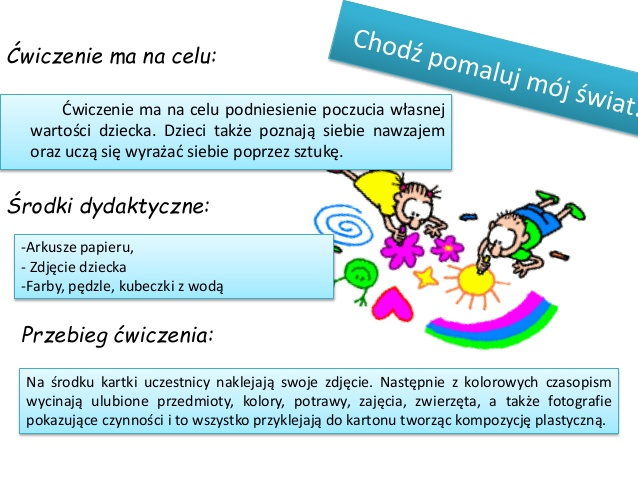 Chodź pomaluj mój świat.
Ćwiczenie ma na celu:
Ćwiczenie ma na celu podniesienie poczucia własnej
wartości dziecka. Dzieci także poznają siebie nawzajem
oraz uczą się wyrażać siebie poprzez sztukę.
Środki dydaktyczne:
-Arkusze papieru,
- Zdjęcie dziecka
-Farby, pędzle, kubeczki z wodą
Przebieg ćwiczenia:
Na środku kartki uczestnicy naklejają swoje zdjęcie. Następnie z kolorowych czasopism
wycinają ulubione przedmioty, kolory, potrawy, zajęcia, zwierzęta, a także fotografie
pokazujące czynności i to wszystko przyklejają do kartonu tworząc kompozycję plastyczną.